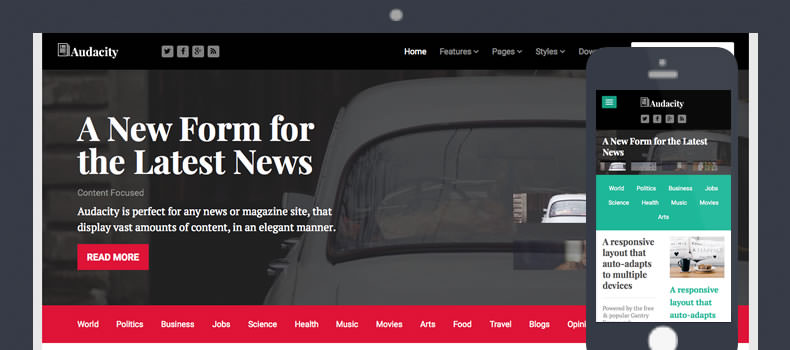 Audacity
Home Features Pages Styles
A New Form for
the Latest News
Content Focused
Audacity is perfect for any news or magazine site, that
display vast amounts of content, in an elegant manner.
READ MORE
World Politics Business Jobs Science Health Music Movies Arts Food Travel Blogs
Audacity
A New Form for the Latest
News
World Politics Business Jobs
Science Health Music Movies
Arts
A responsive
layout that
auto-adapts
to multiple
devices
Powered by the free
& popular Gantry
A responsive
layout that
auto-adapts